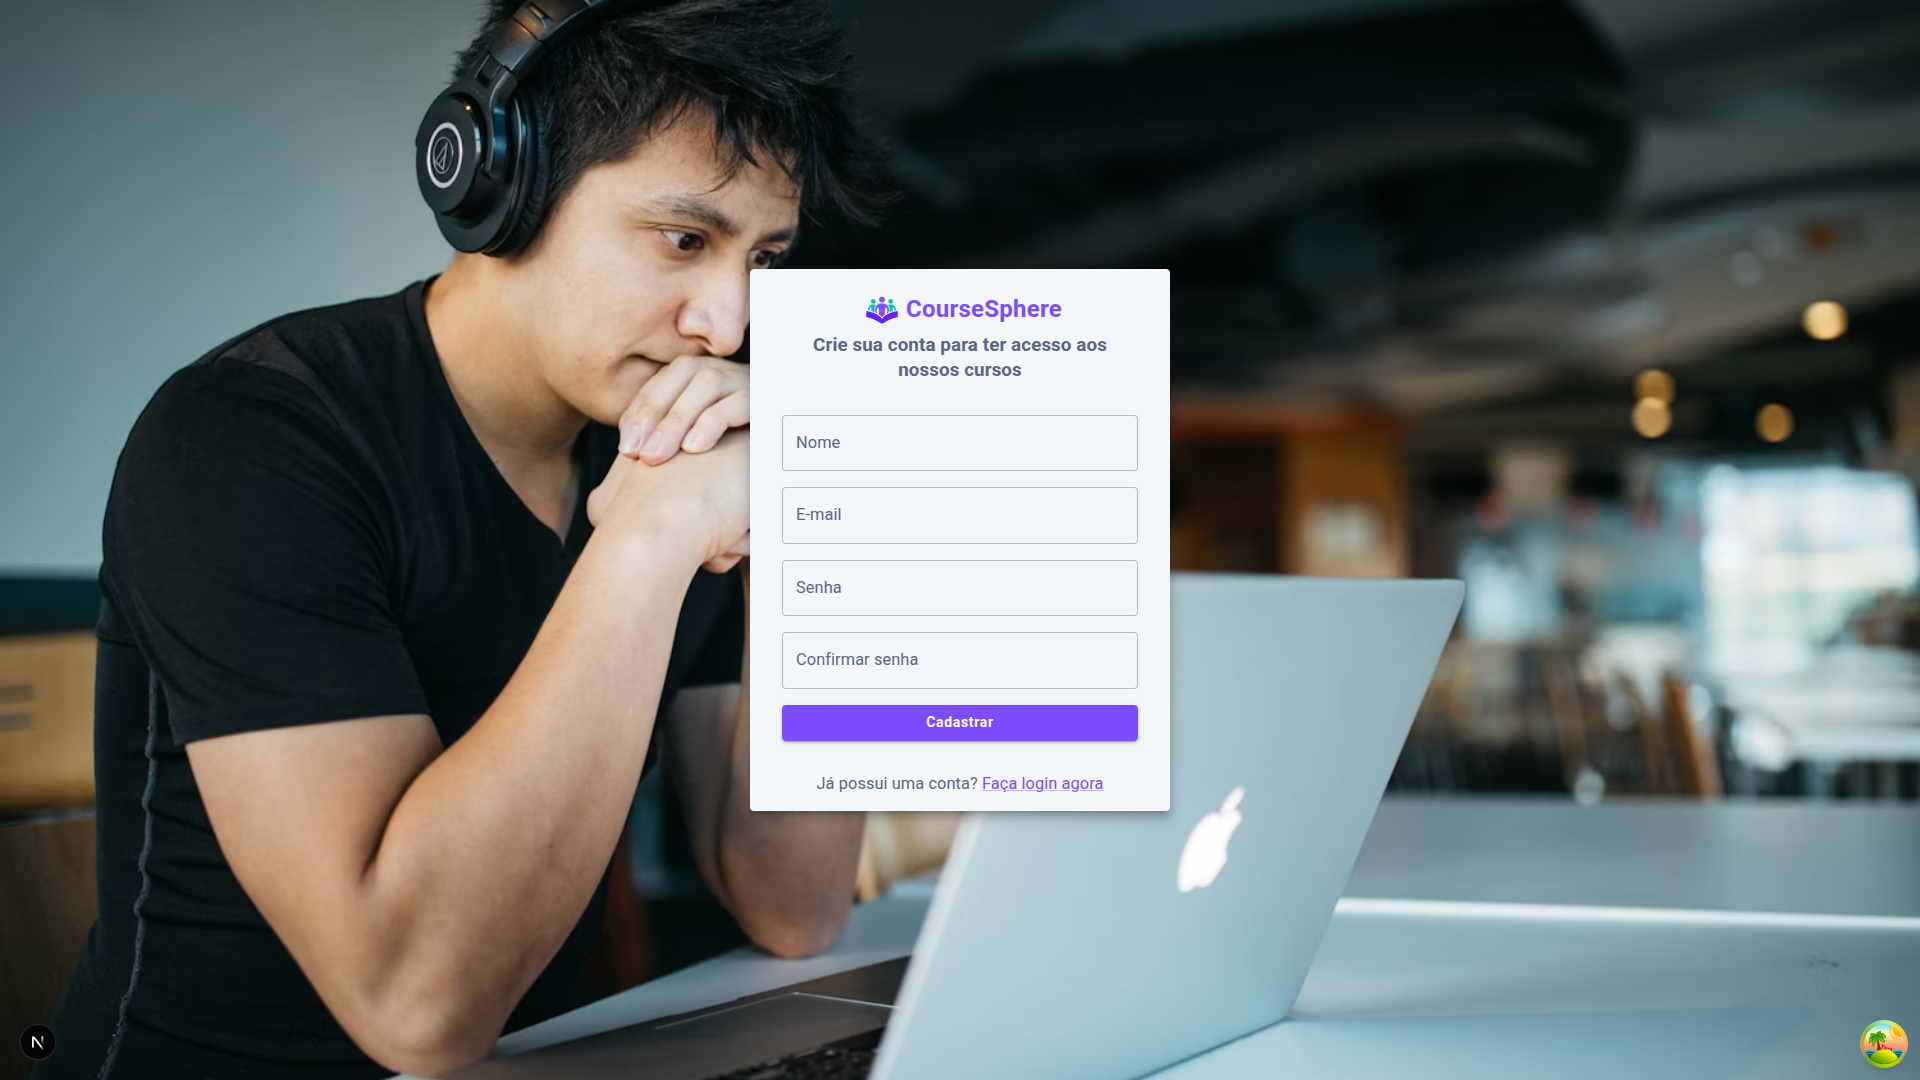 CourseSphere
Crie sua conta para ter acesso aos
nossos cursos
Nome
E-mail
Senha
Confirmar senha
Cadastrar
Já possui uma conta? Faça login agora
N